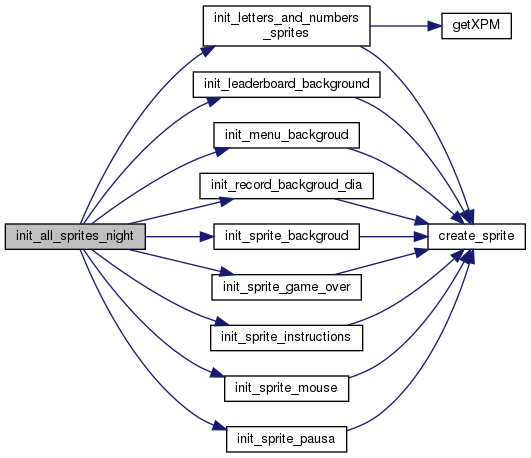 init_letters_and_numbers
_sprites
getXPM
init_leaderboard_background
init_menu_backgroud
init_record_backgroud_dia
init_all_sprites_night
init_sprite_backgroud
create_sprite
init_sprite_game_over
init_sprite_instructions
init_sprite_mouse
init_sprite_pausa